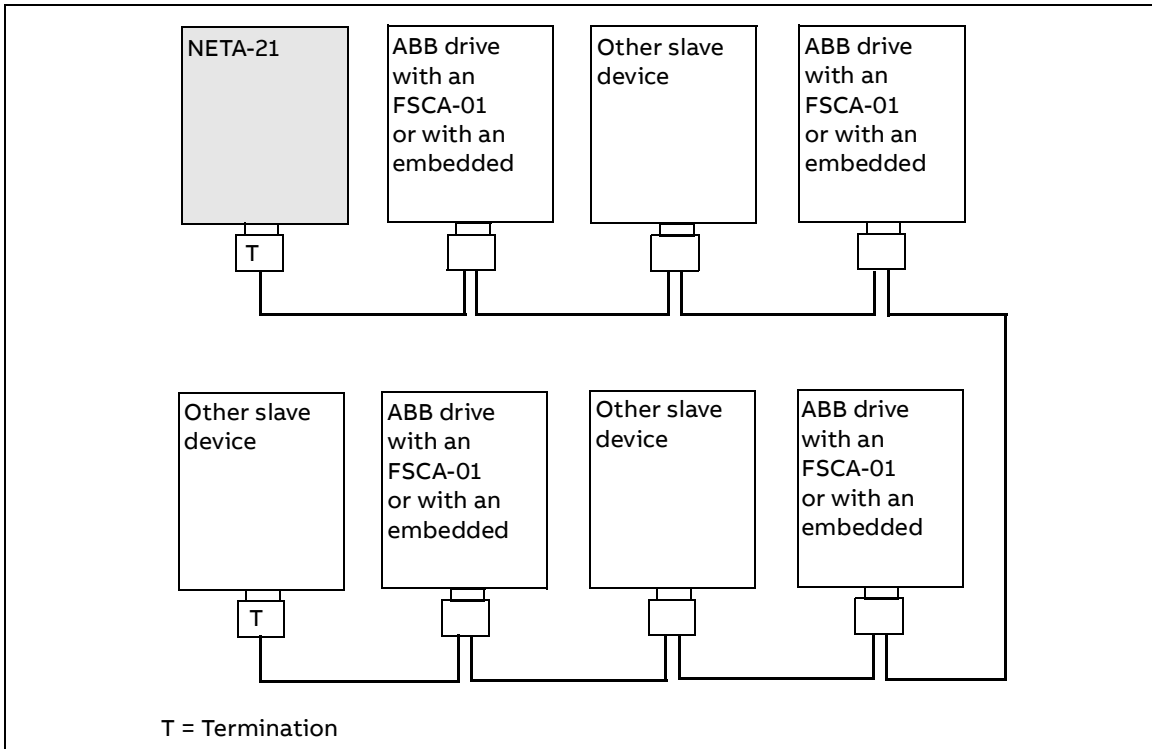 NETA-21
ABB drive
with an
FSCA-01
or with an
embedded
Other slave
device
ABB drive
with an
FSCA-01
or with an
embedded
T
Other slave
device
ABB drive
with an
FSCA-01
or with an
embedded
Other slave
device
ABB drive
with an
FSCA-01
or with an
embedded
T
T = Termination